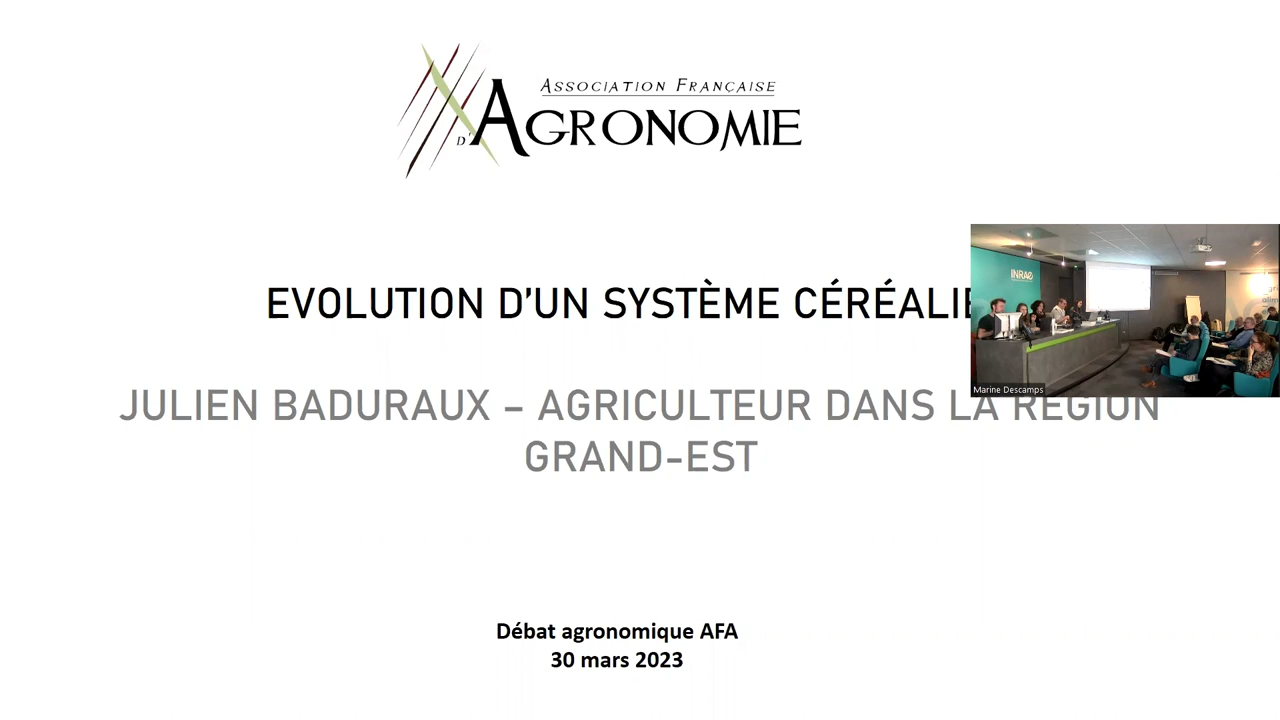 ASSOCIATION FRANÇAISE
D'AGRONOMIE
EVOLUTION D'UN SYSTÈME
INRAE
JULIEN BADURAUX – AGRICULTEUR DANS LA RÉGION
Marine Descamps
GRAND-EST
Débat agronomique AFA
30 mars 2023